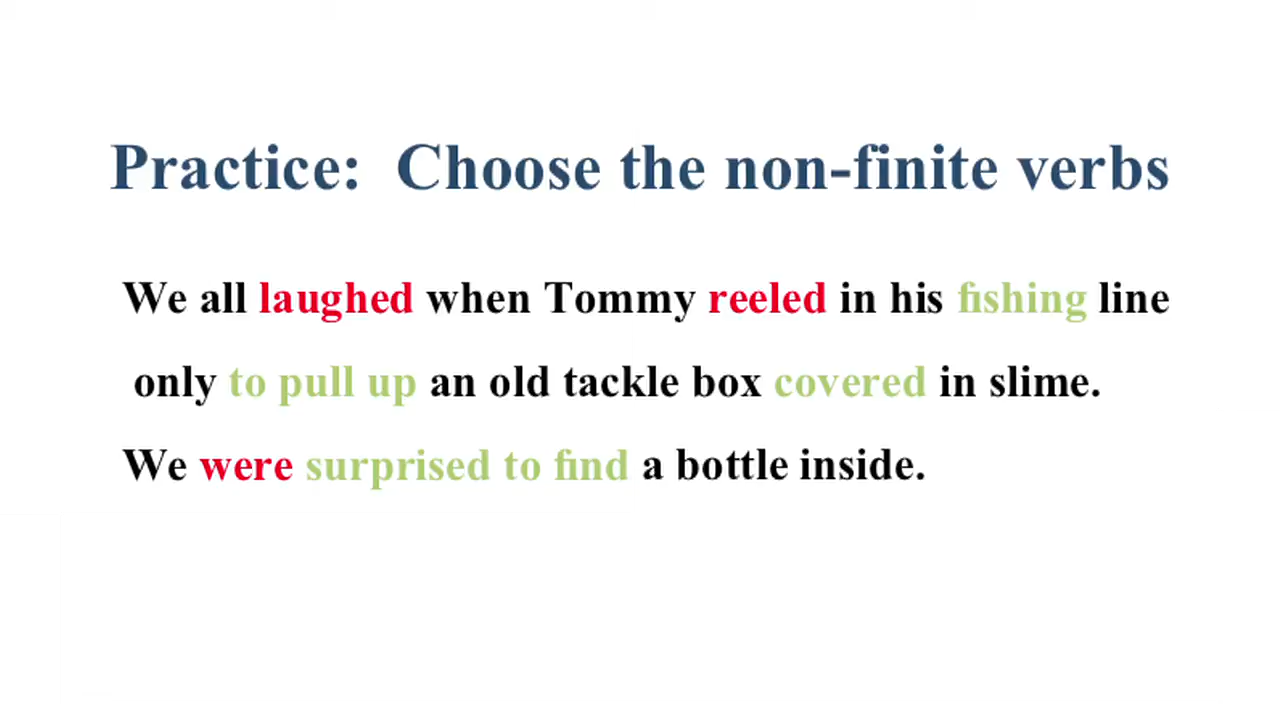 Practice: Choose the non-finite verbs
We all laughed when Tommy reeled in his fishing line
only to pull up an old tackle box covered in slime.
We were surprised to find a bottle inside.